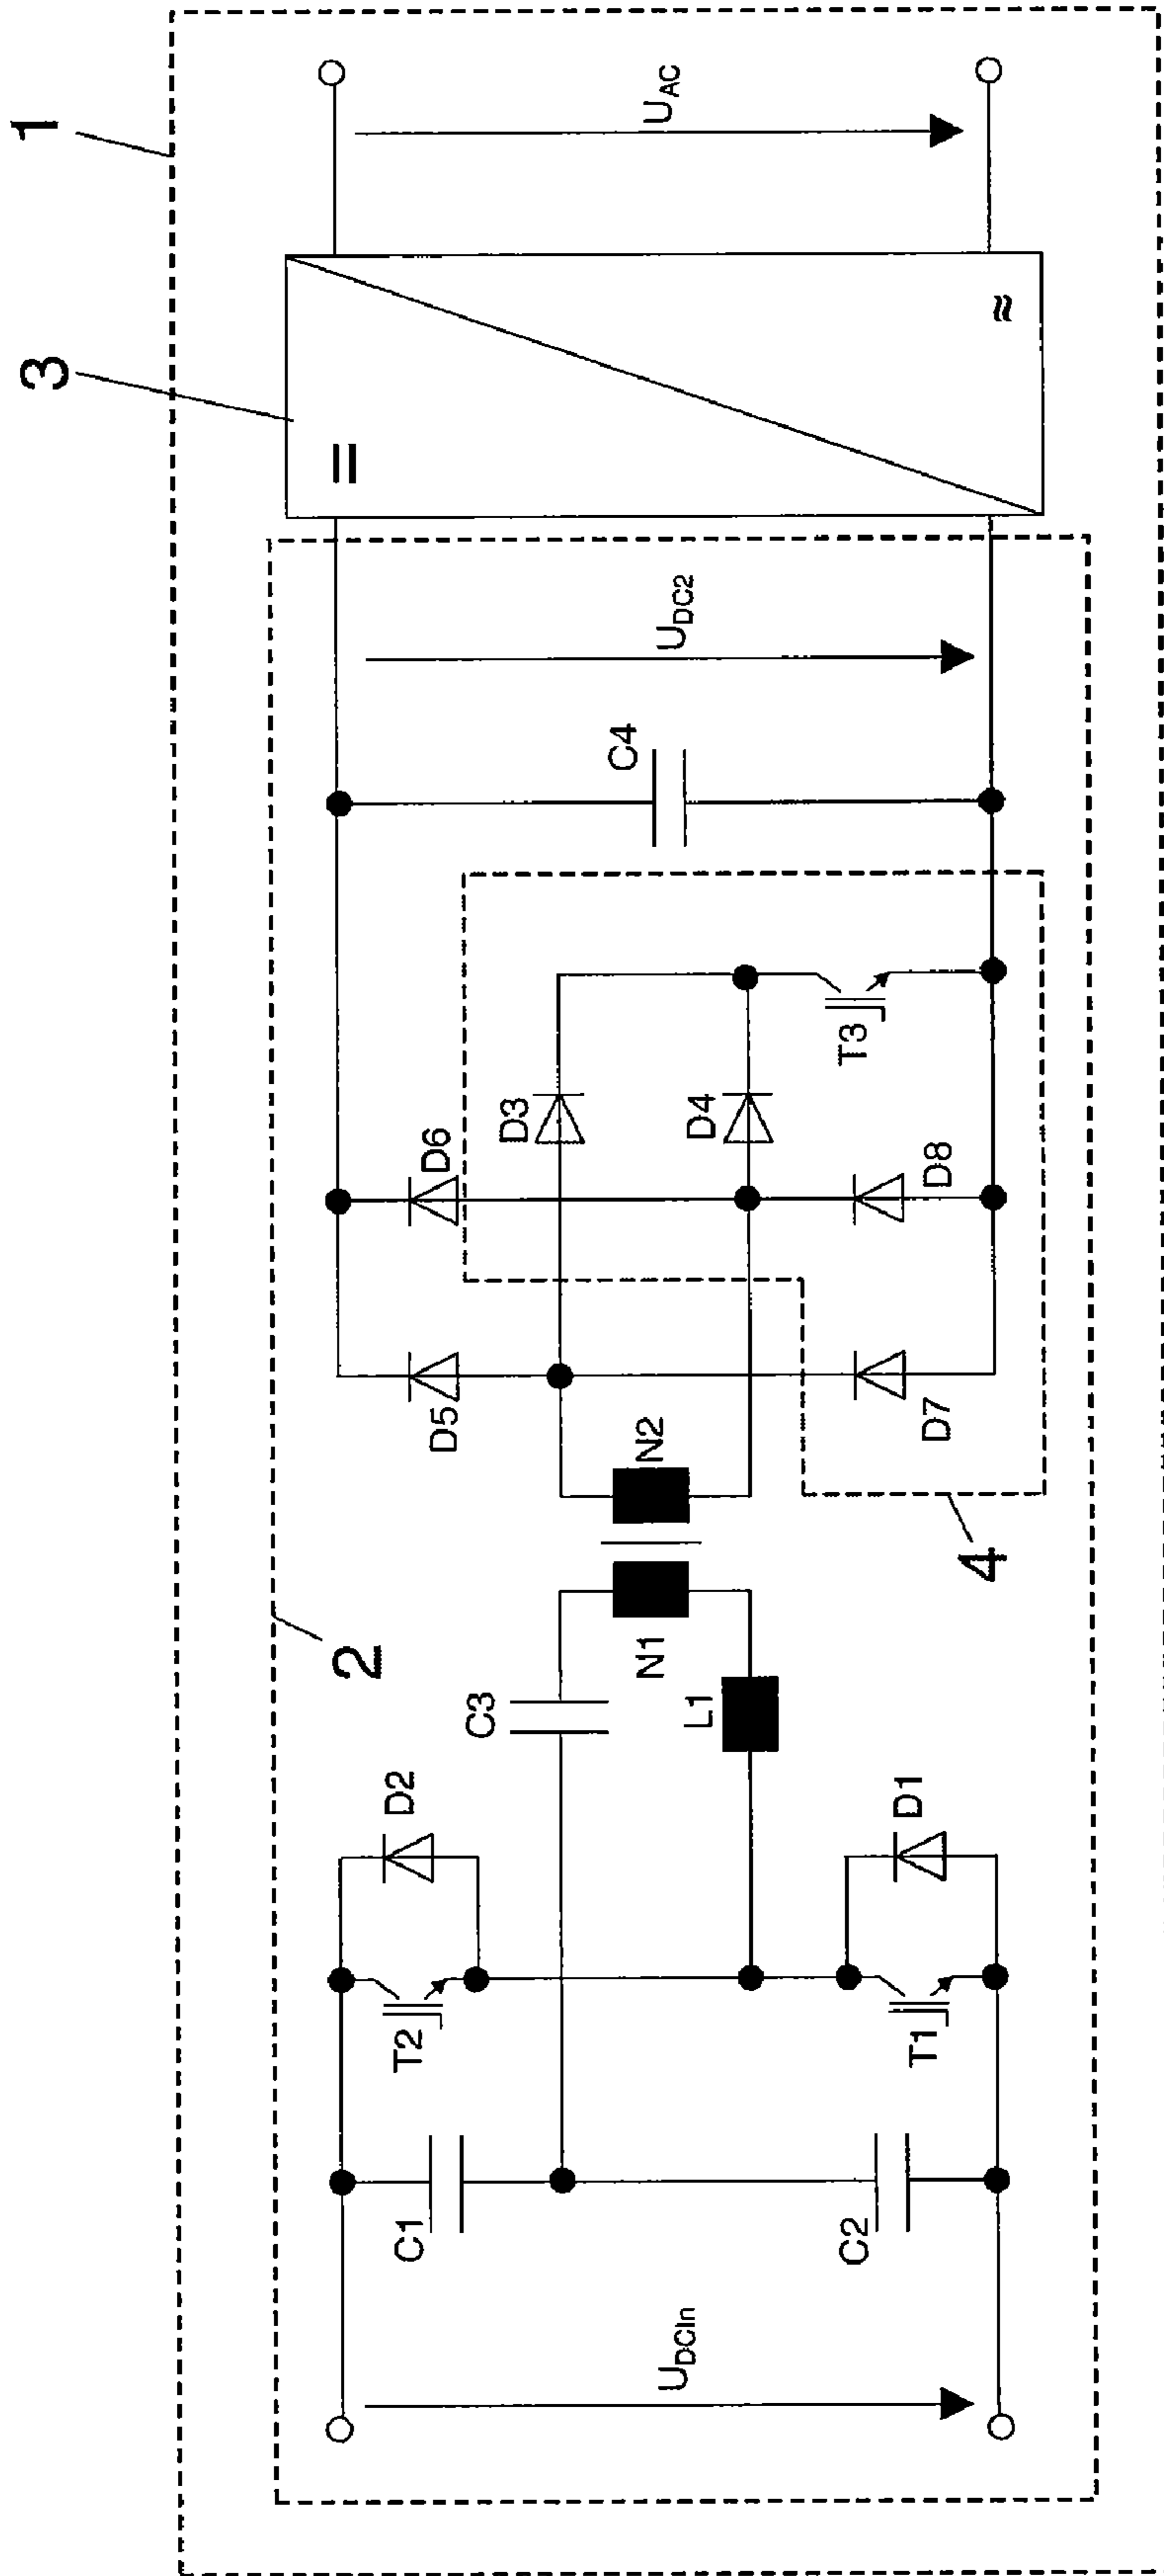 1
3
2
4
U_DCIn
C1
C2
T2
T1
D2
D1
C3
L1
N1
N2
D5
D7
D6
D8
D3
D4
T3
C4
U_DC2
=
≈
U_AC